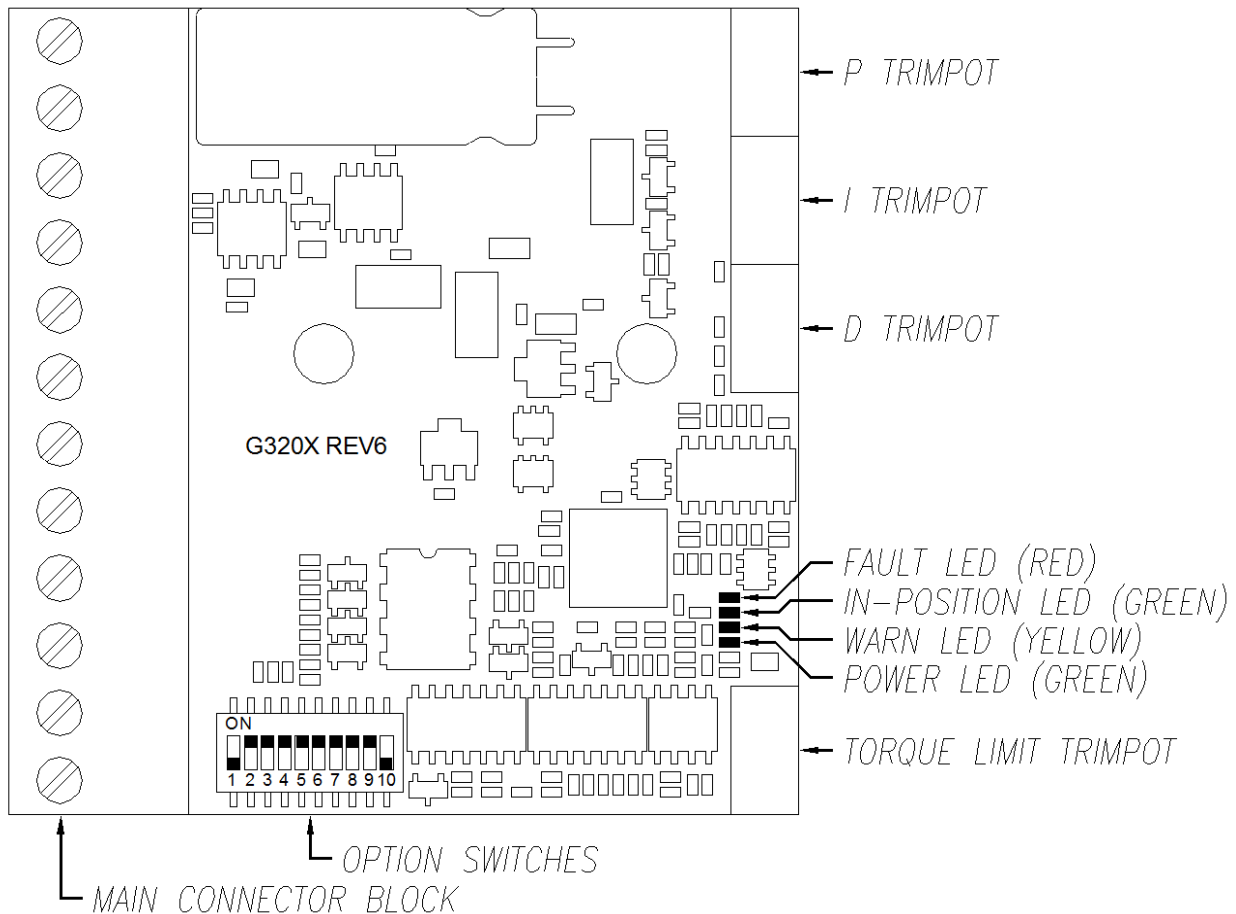 P TRIMPOT
I TRIMPOT
D TRIMPOT
G320X REV6
FAULT LED (RED)
IN-POSITION LED (GREEN)
WARN LED (YELLOW)
POWER LED (GREEN)
ON
1 2 3 4 5 6 7 8 9 10
TORQUE LIMIT TRIMPOT
OPTION SWITCHES
MAIN CONNECTOR BLOCK